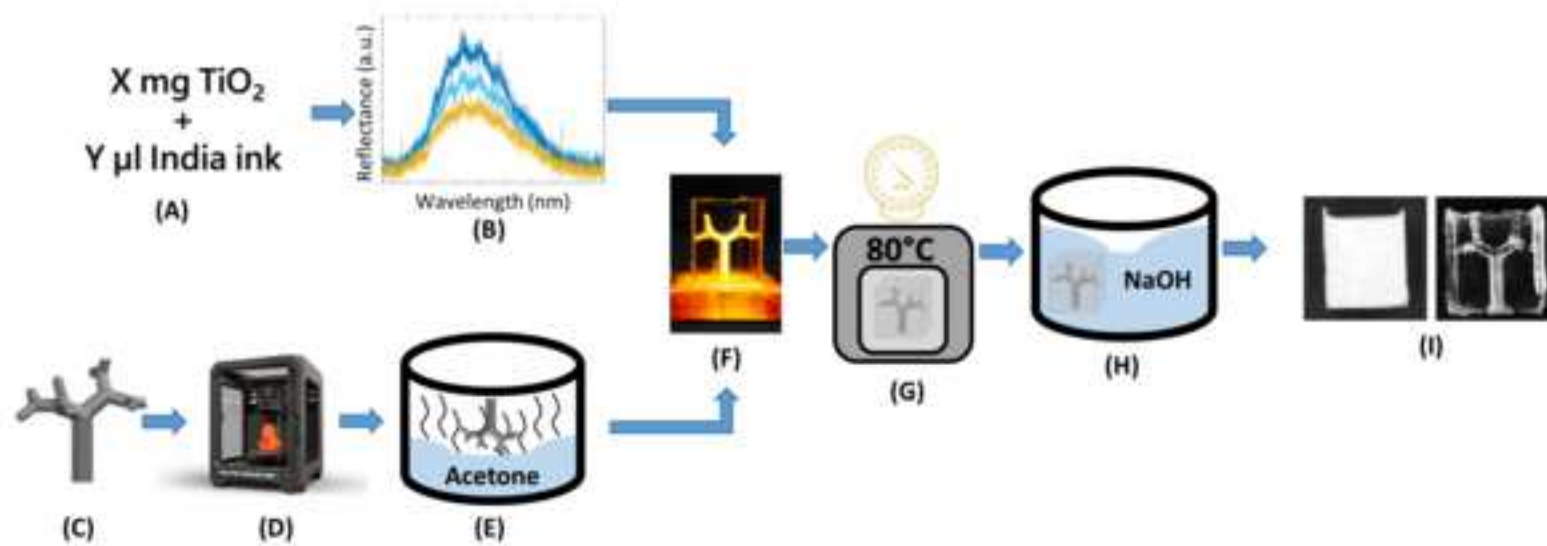 X mg TiO₂
+
Y µl India ink
(A)
Reflectance (a.u.)
Wavelength (nm)
(B)
(C)
(D)
Acetone
(E)
(F)
80°C
(G)
NaOH
(H)
(I)